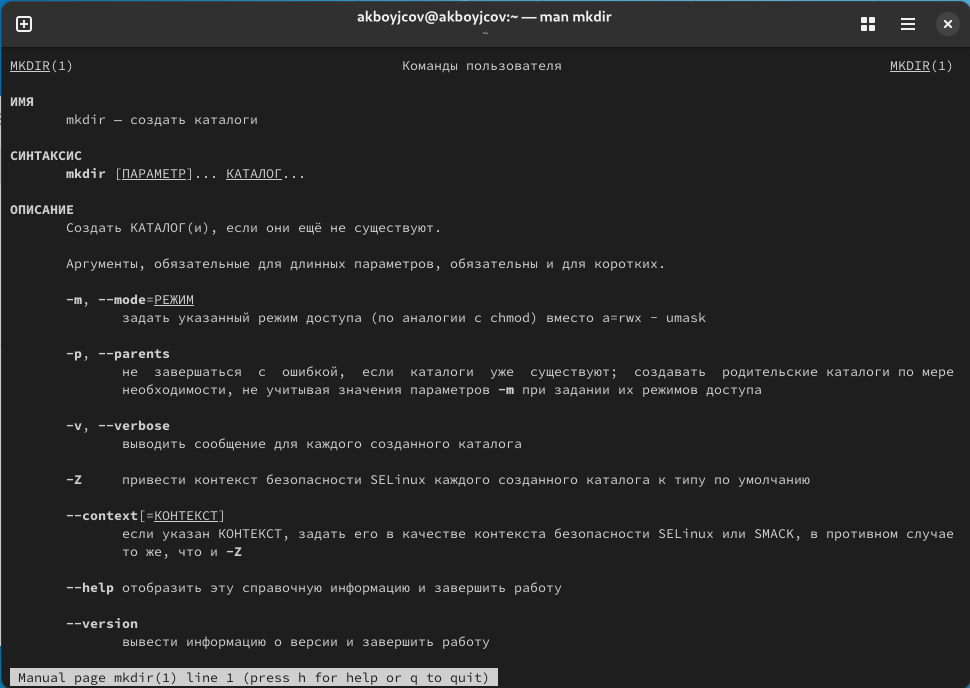 akboyjcov@akboyjcov:~ — man mkdir
~
MKDIR(1) Команды пользователя MKDIR(1)
ИМЯ
mkdir — создать каталоги
СИНТАКСИС
mkdir [ПАРАМЕТР]... КАТАЛОГ...
ОПИСАНИЕ
Создать КАТАЛОГ(и), если они ещё не существуют.
Аргументы, обязательные для длинных параметров, обязательны и для коротких.
-m, --mode=РЕЖИМ
задать указанный режим доступа (по аналогии с chmod) вместо a=rwx - umask
-p, --parents
не завершаться с ошибкой, если каталоги уже существуют; создавать родительские каталоги по мере
необходимости, не учитывая значения параметров -m при задании их режимов доступа
-v, --verbose
выводить сообщение для каждого созданного каталога
-Z привести контекст безопасности SELinux каждого созданного каталога к типу по умолчанию
--context[=КОНТЕКСТ]
если указан КОНТЕКСТ, задать его в качестве контекста безопасности SELinux или SMACK, в противном случае
то же, что и -Z
--help отобразить эту справочную информацию и завершить работу
--version
вывести информацию о версии и завершить работу
Manual page mkdir(1) line 1 (press h for help or q to quit)